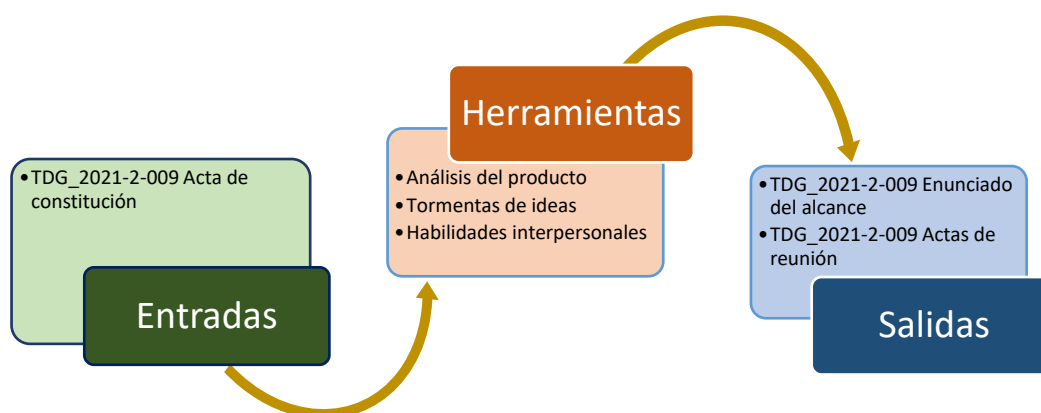 •TDG_2021-2-009 Acta de
constitución
Entradas
Herramientas
•Análisis del producto
•Tormentas de ideas
•Habilidades interpersonales
•TDG_2021-2-009 Enunciado
del alcance
•TDG_2021-2-009 Actas de
reunión
Salidas